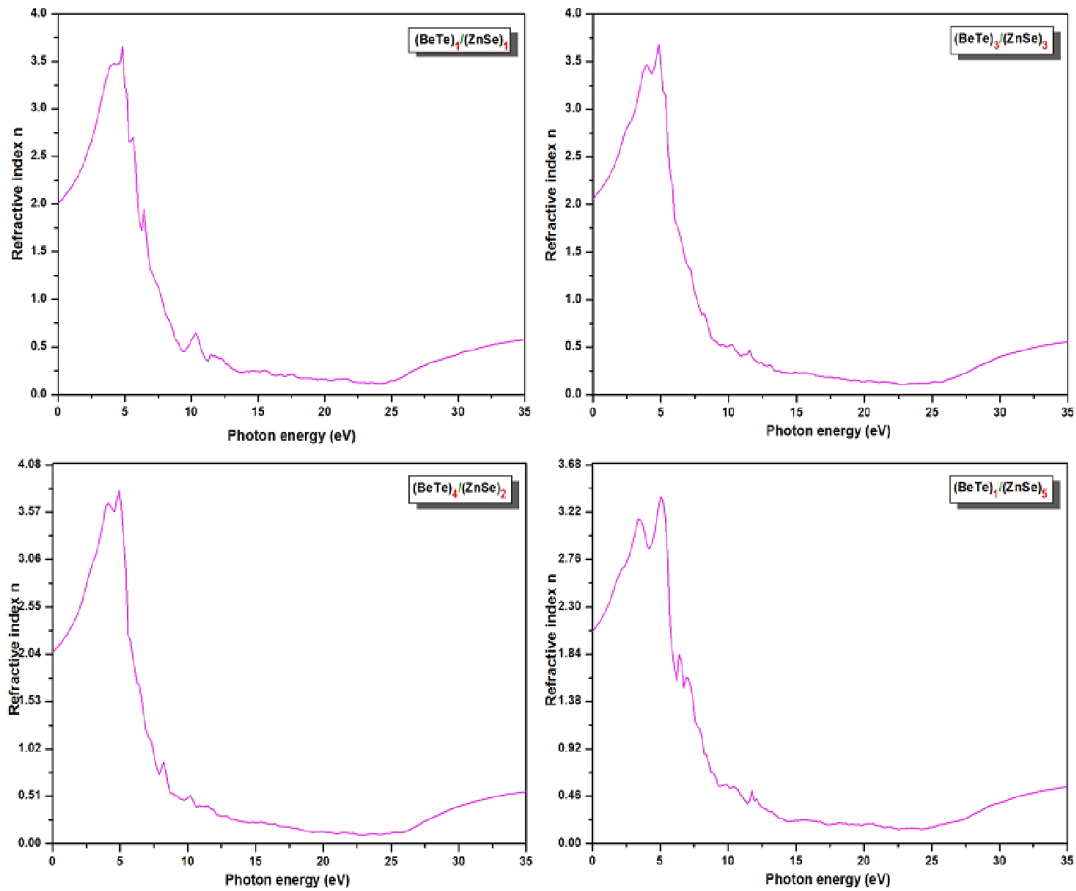 4.0
3.5
3.0
2.5
2.0
1.5
1.0
0.5
0.0
Refractive index n
(BeTe)1/(ZnSe)1
0 5 10 15 20 25 30 35
Photon energy (eV)
4.0
3.5
3.0
2.5
2.0
1.5
1.0
0.5
0.0
Refractive index n
(BeTe)3/(ZnSe)3
0 5 10 15 20 25 30 35
Photon energy (eV)
4.08
3.57
3.06
2.55
2.04
1.53
1.02
0.51
0.00
Refractive index n
(BeTe)4/(ZnSe)2
0 5 10 15 20 25 30 35
Photon energy (eV)
3.68
3.22
2.76
2.30
1.84
1.38
0.92
0.46
0.00
Refractive index n
(BeTe)1/(ZnSe)5
0 5 10 15 20 25 30 35
Photon energy (eV)